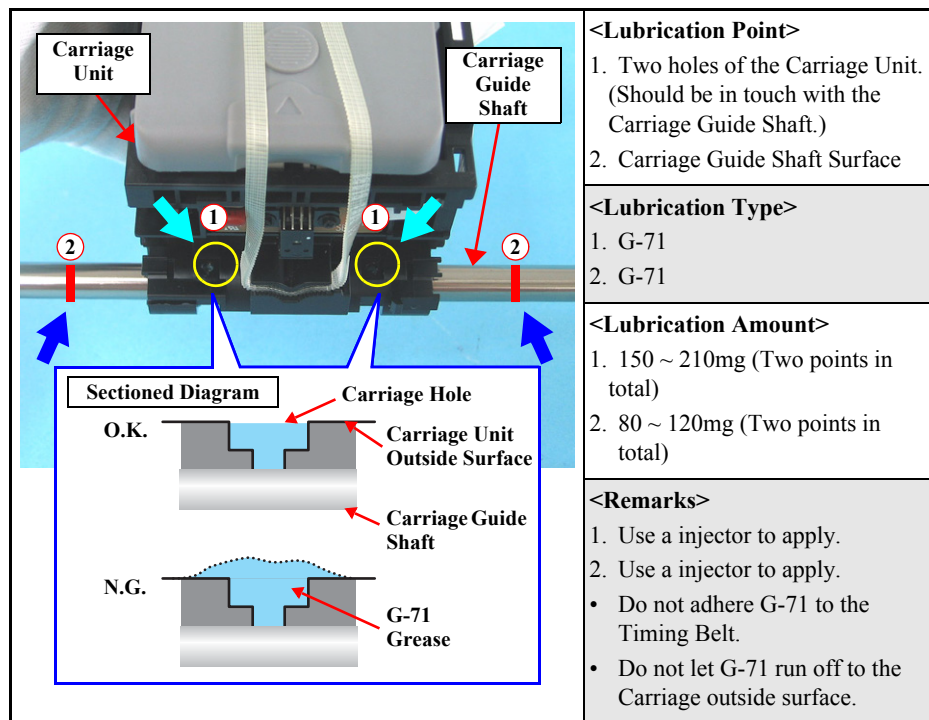 Carriage
Unit
Carriage
Guide
Shaft
1
1
2
2
Sectioned Diagram
Carriage Hole
O.K.
Carriage Unit
Outside Surface
Carriage Guide
Shaft
N.G.
G-71
Grease
<Lubrication Point>
1. Two holes of the Carriage Unit.
(Should be in touch with the
Carriage Guide Shaft.)
2. Carriage Guide Shaft Surface
<Lubrication Type>
1. G-71
2. G-71
<Lubrication Amount>
1. 150 ~ 210mg (Two points in
total)
2. 80 ~ 120mg (Two points in
total)
<Remarks>
1. Use a injector to apply.
2. Use a injector to apply.
• Do not adhere G-71 to the
Timing Belt.
• Do not let G-71 run off to the
Carriage outside surface.